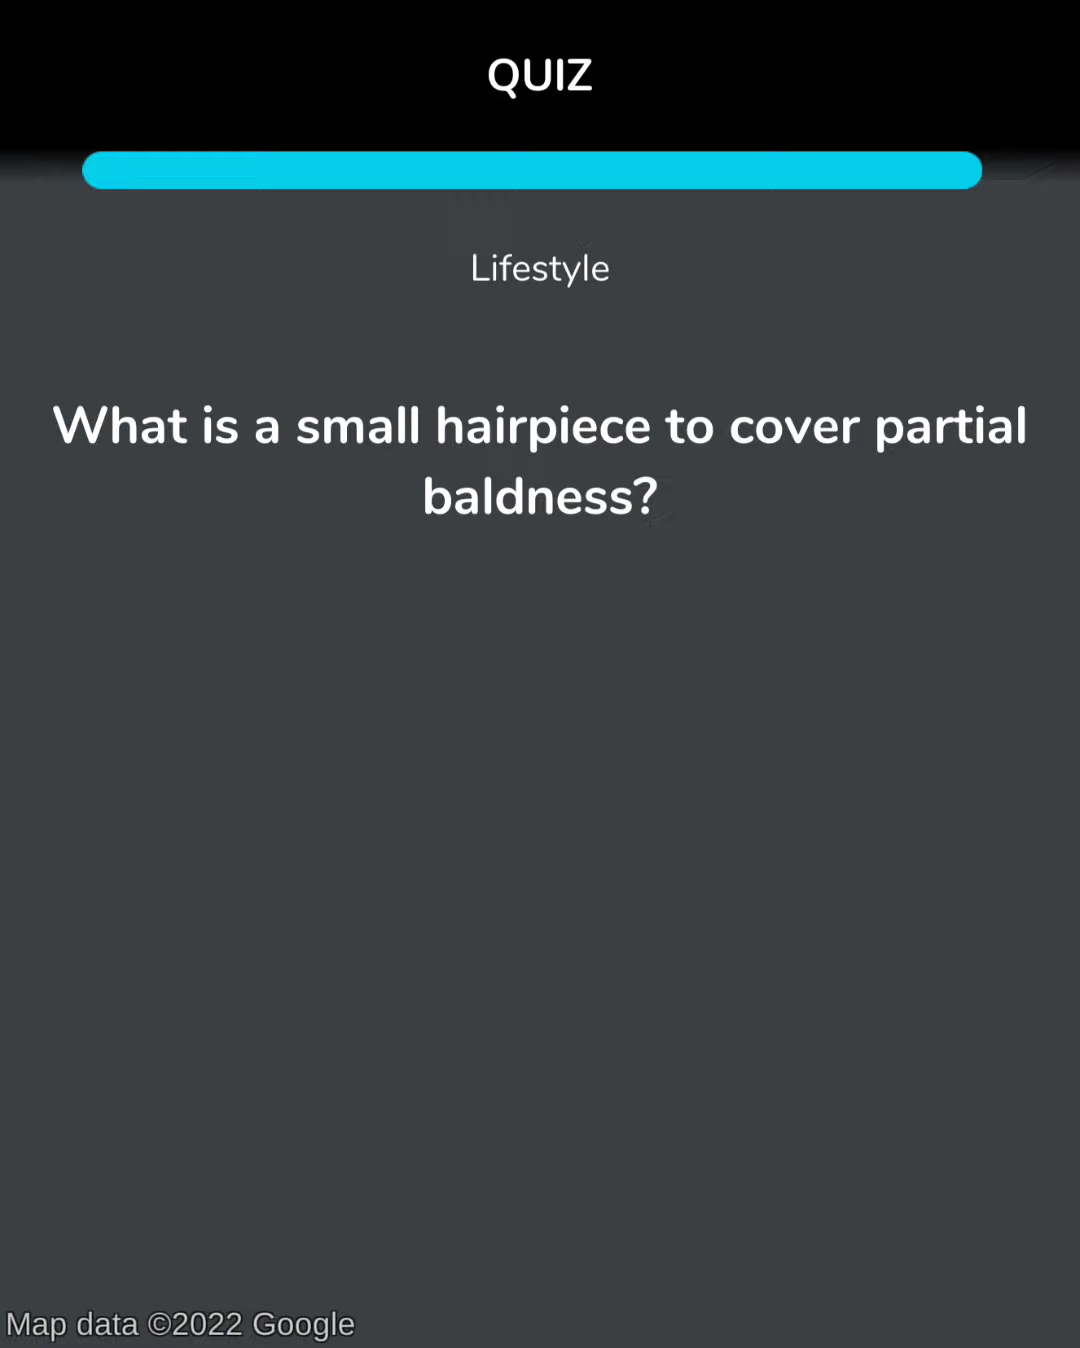 QUIZ
Lifestyle
What is a small hairpiece to cover partial
baldness?
Map data ©2022 Google